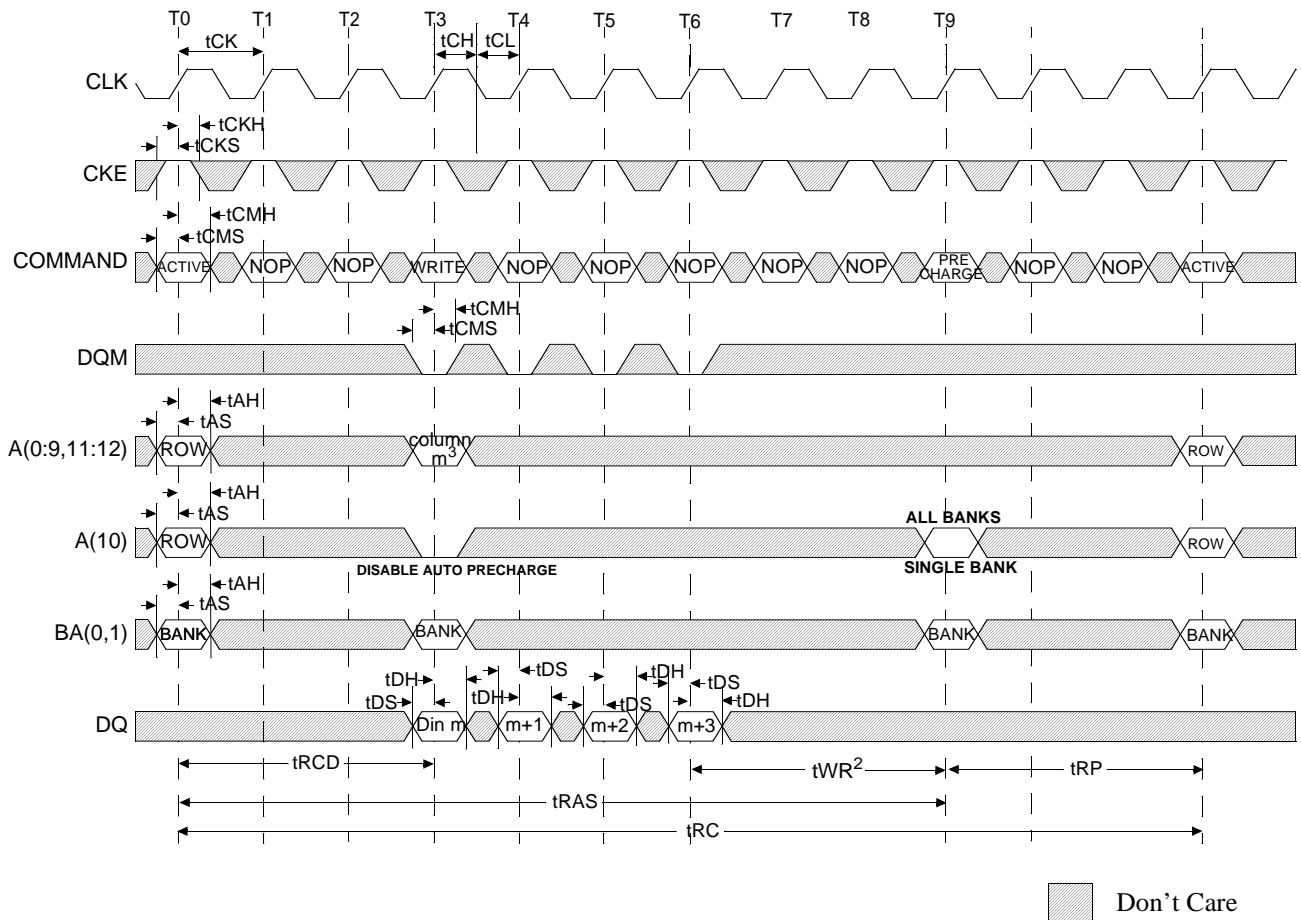 T0 T1 T2 T3 T4 T5 T6 T7 T8 T9
tCK tCH tCL
CLK
tCKH
tCKS
CKE
tCMH
tCMS
COMMAND ACTIVE NOP NOP WRITE NOP NOP NOP NOP NOP PRE CHARGE NOP NOP ACTIVE
tCMH
tCMS
DQM
tAH
tAS
A(0:9,11:12) ROW column m³ ROW
tAH
tAS
ALL BANKS
A(10) ROW ROW
DISABLE AUTO PRECHARGE SINGLE BANK
tAH
tAS
BA(0,1) BANK BANK BANK BANK
tDH tDS tDH tDS
tDS tDH tDS tDH
DQ Din m m+1 m+2 m+3
tRCD tWR² tRP
tRAS
tRC
Don't Care